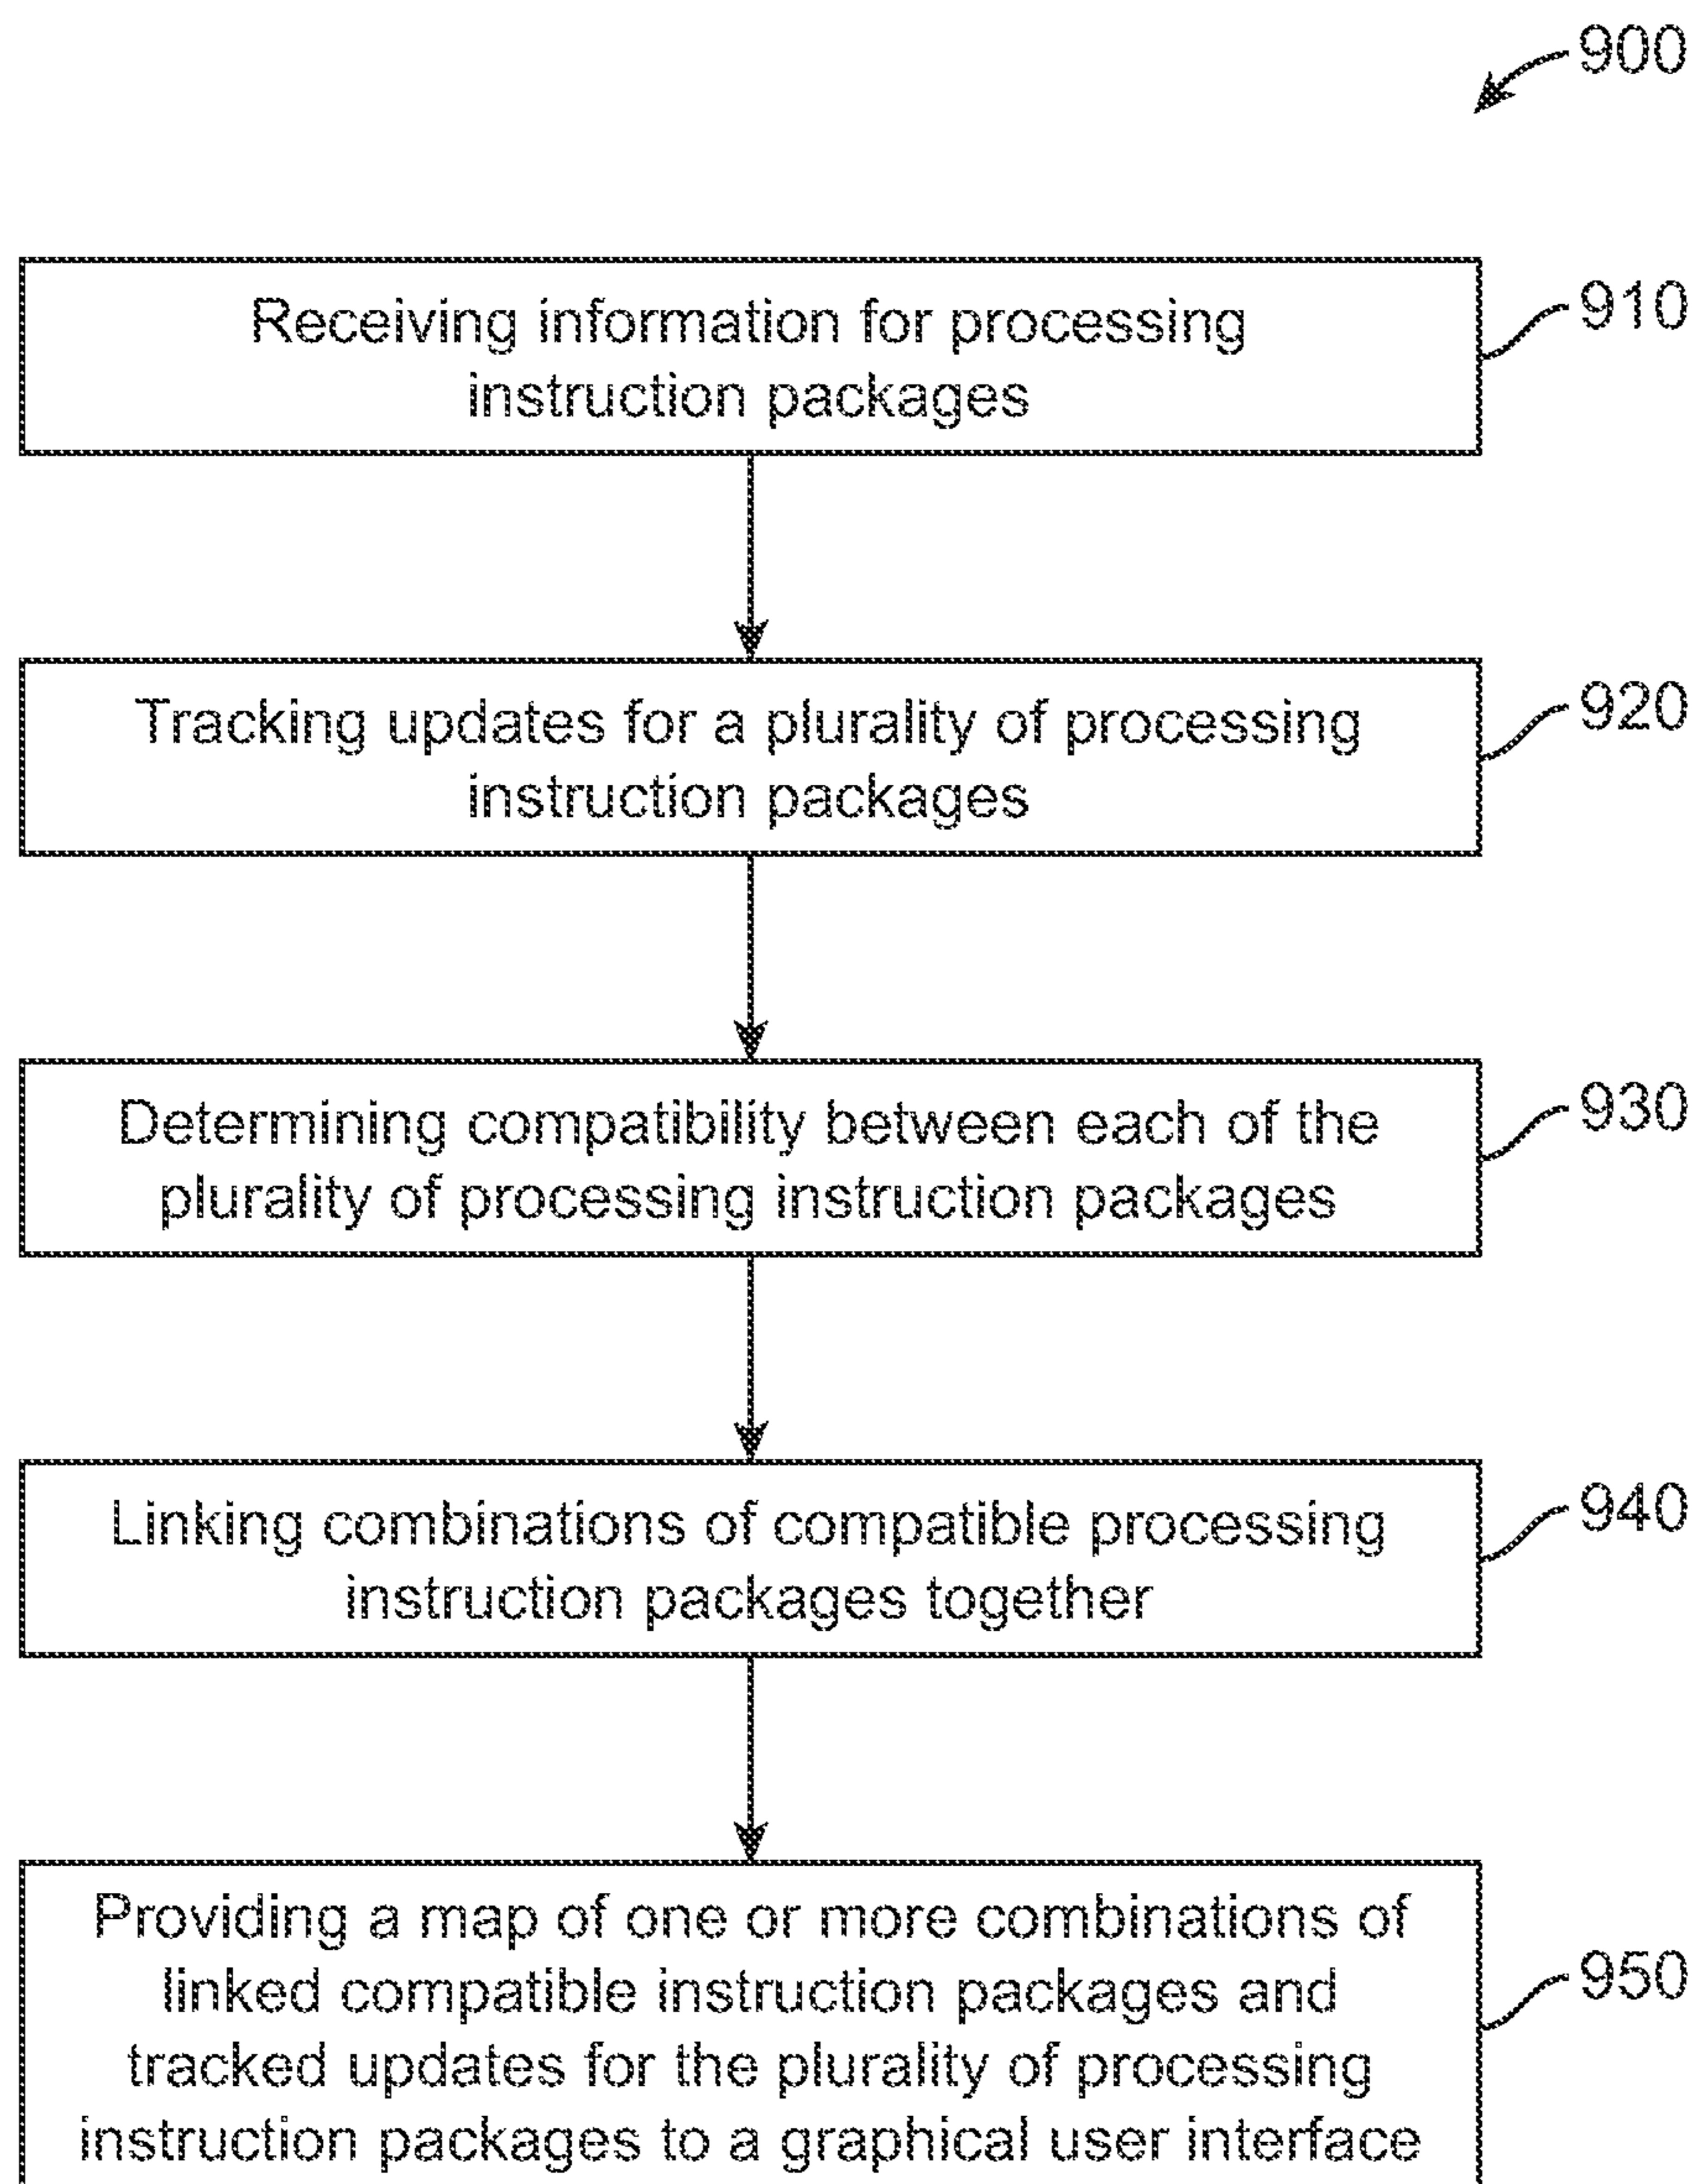 900
Receiving information for processing
instruction packages
910
Tracking updates for a plurality of processing
instruction packages
920
Determining compatibility between each of the
plurality of processing instruction packages
930
Linking combinations of compatible processing
instruction packages together
940
Providing a map of one or more combinations of
linked compatible instruction packages and
tracked updates for the plurality of processing
instruction packages to a graphical user interface
950